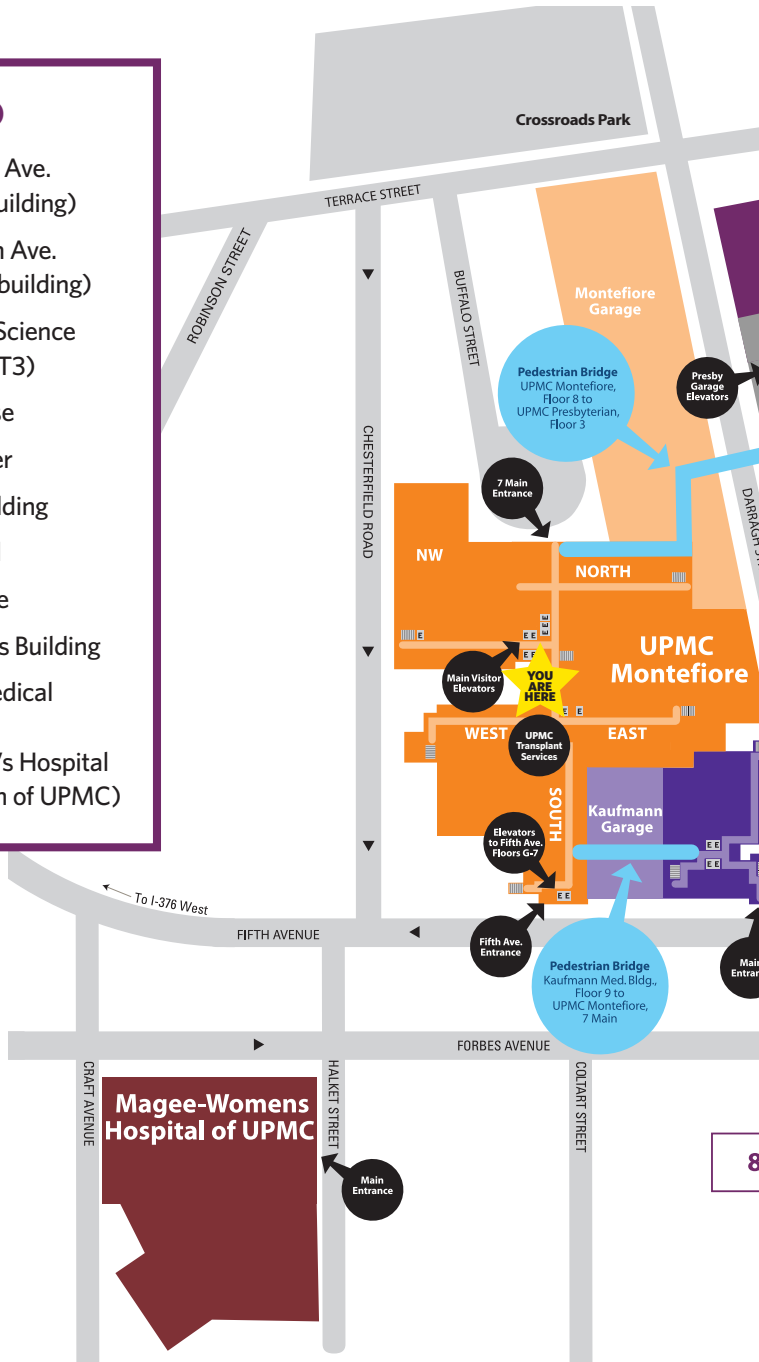 Ave.
Ave.
Science
T3)
Building
edical
Hospital
of UPMC)
Crossroads Park
TERRACE STREET
ROBINSON STREET
BUFFALO STREET
CHESTERFIELD ROAD
Montefiore
Garage
Pedestrian Bridge
UPMC Montefiore,
Floor 8 to
UPMC Presbyterian,
Floor 3
Presby
Garage
Elevators
7 Main
Entrance
DARRAGH ST
NW
NORTH
E
E E
E E E
E E
UPMC
Montefiore
Main Visitor
Elevators
YOU
ARE
HERE
E E
WEST
UPMC
Transplant
Services
EAST
SOUTH
Kaufmann
Garage
Elevators
to Fifth Ave.
Floors G-7
E E
E E
E E
To I-376 West
FIFTH AVENUE
Fifth Ave.
Entrance
Pedestrian Bridge
Kaufmann Med. Bldg.,
Floor 9 to
UPMC Montefiore,
7 Main
FORBES AVENUE
CRAFT AVENUE
HALKET STREET
COLTART STREET
Magee-Womens
Hospital of UPMC
Main
Entrance
8